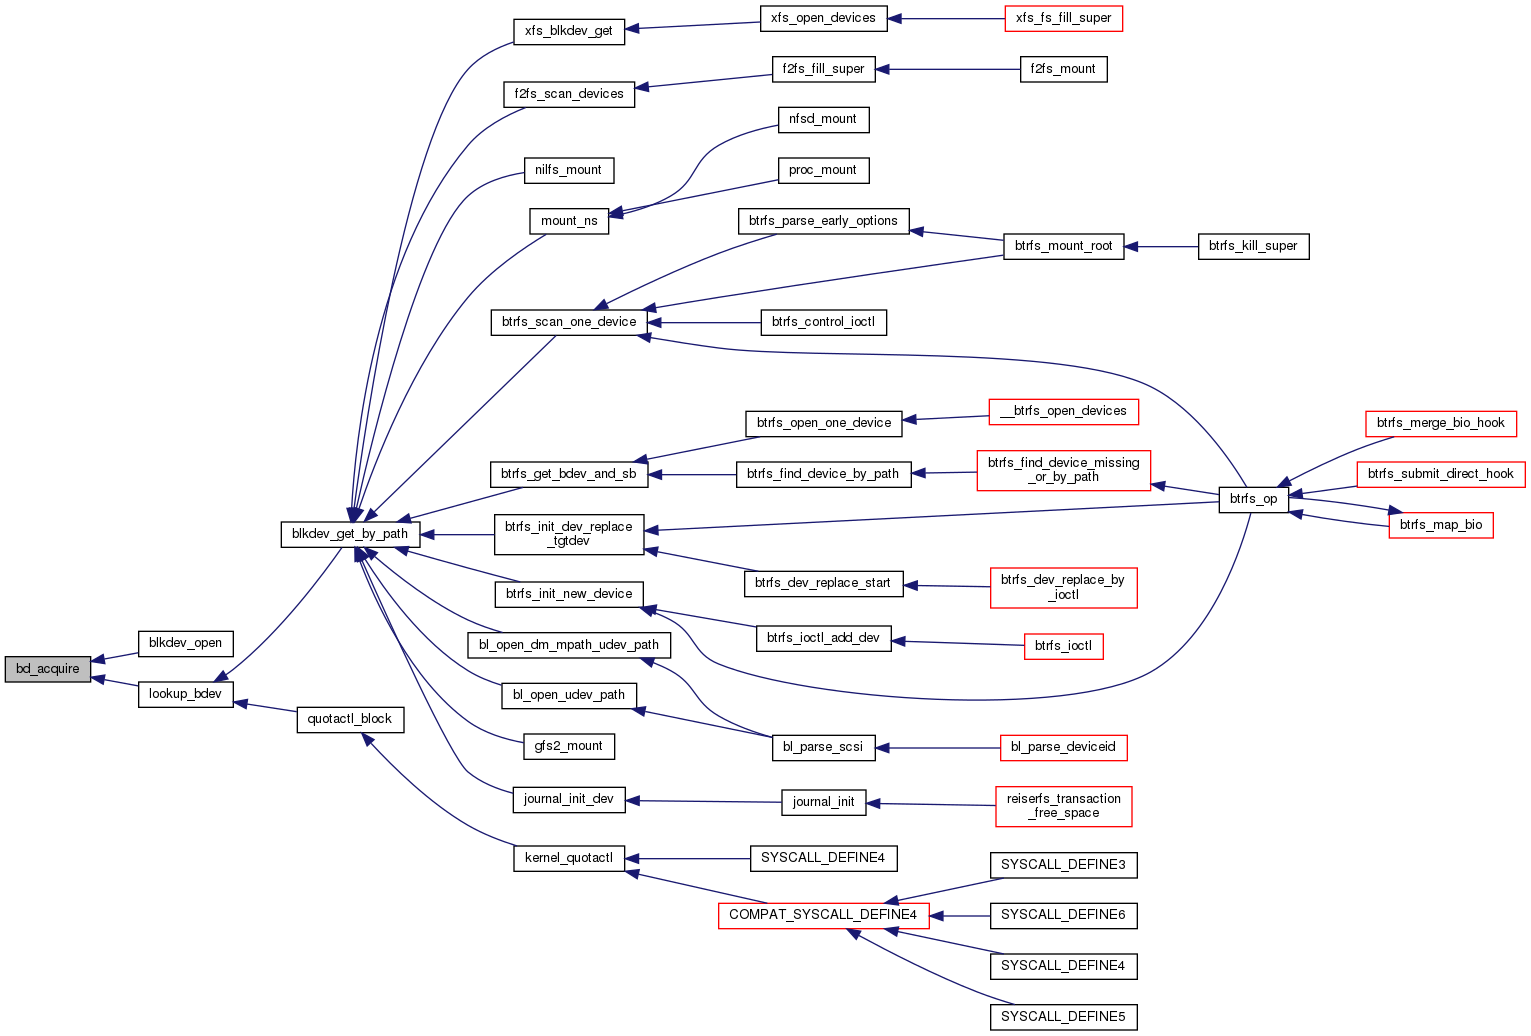 xfs_blkdev_get
xfs_open_devices
xfs_fs_fill_super
f2fs_scan_devices
f2fs_fill_super
f2fs_mount
nfsd_mount
nilfs_mount
proc_mount
mount_ns
btrfs_parse_early_options
btrfs_mount_root
btrfs_kill_super
btrfs_scan_one_device
btrfs_control_ioctl
btrfs_open_one_device
__btrfs_open_devices
btrfs_merge_bio_hook
btrfs_get_bdev_and_sb
btrfs_find_device_by_path
btrfs_find_device_missing
_or_by_path
btrfs_submit_direct_hook
btrfs_op
btrfs_map_bio
blkdev_get_by_path
btrfs_init_dev_replace
_tgtdev
btrfs_dev_replace_start
btrfs_dev_replace_by
_ioctl
btrfs_init_new_device
btrfs_ioctl_add_dev
btrfs_ioctl
blkdev_open
bl_open_dm_mpath_udev_path
bd_acquire
lookup_bdev
bl_open_udev_path
quotactl_block
gfs2_mount
bl_parse_scsi
bl_parse_deviceid
journal_init_dev
journal_init
reiserfs_transaction
_free_space
kernel_quotactl
SYSCALL_DEFINE4
SYSCALL_DEFINE3
COMPAT_SYSCALL_DEFINE4
SYSCALL_DEFINE6
SYSCALL_DEFINE4
SYSCALL_DEFINE5